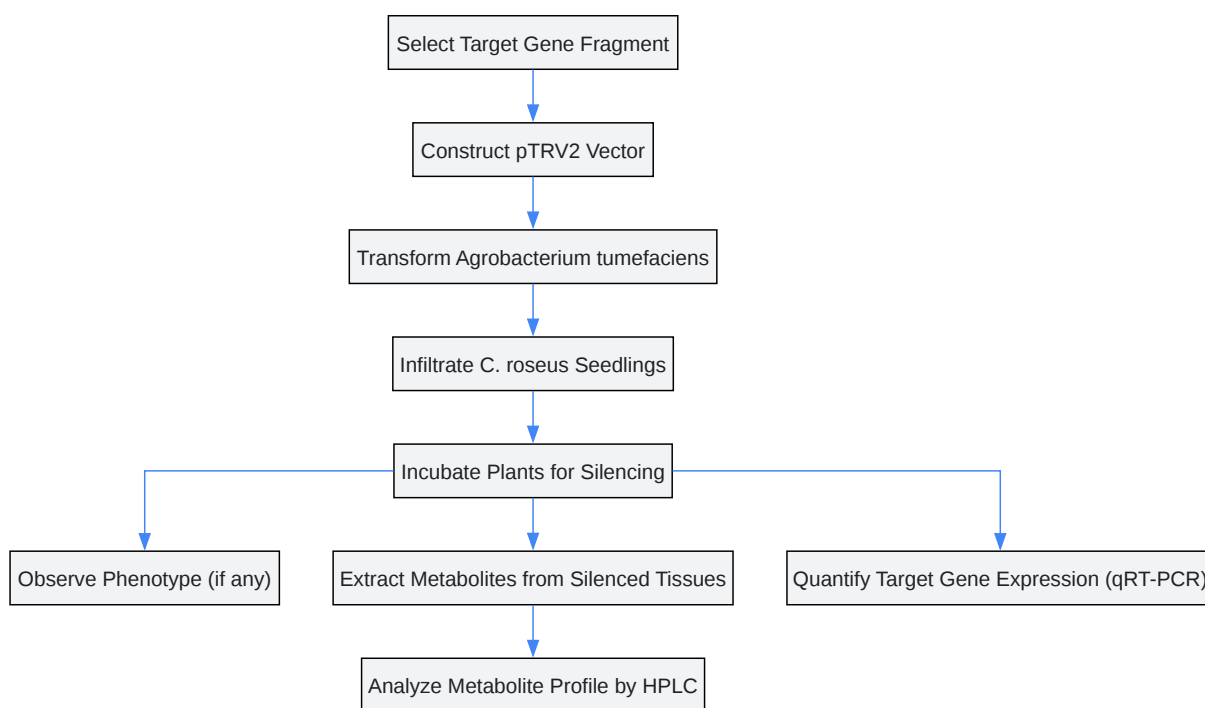 Select Target Gene Fragment
Construct pTRV2 Vector
Transform Agrobacterium tumefaciens
Infiltrate C. roseus Seedlings
Incubate Plants for Silencing
Observe Phenotype (if any)
Extract Metabolites from Silenced Tissues
Quantify Target Gene Expression (qRT-PCR)
Analyze Metabolite Profile by HPLC